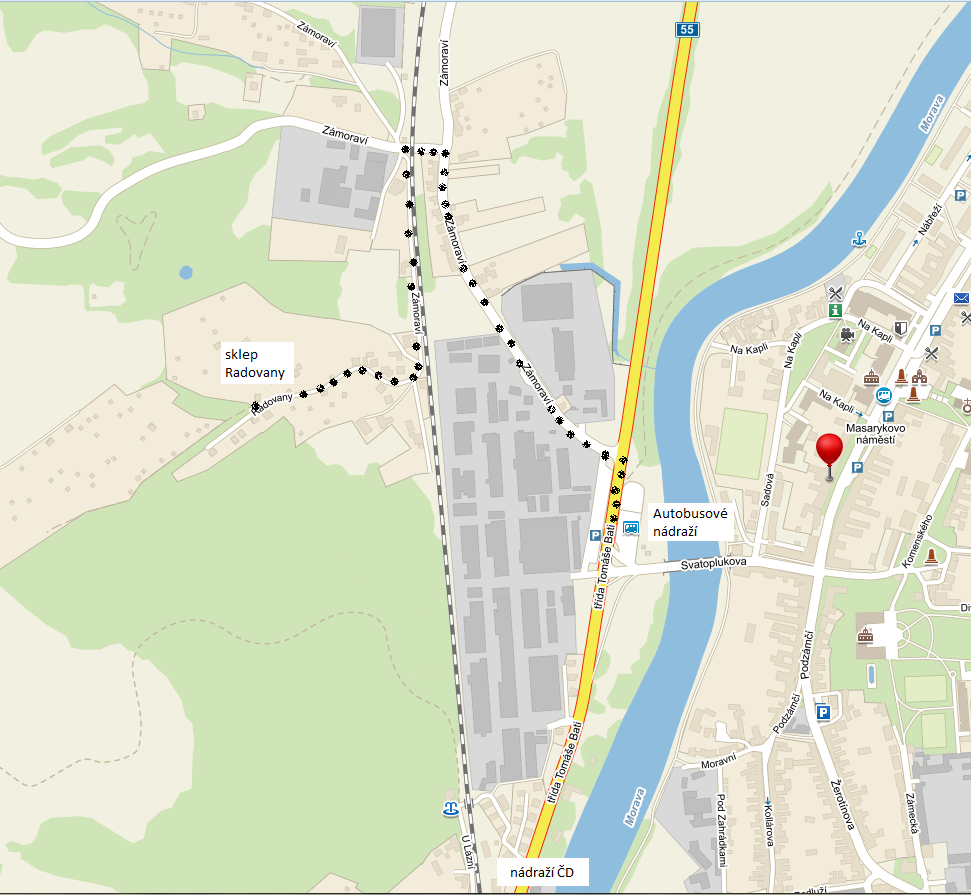 Zámoraví
55
Zámoraví
Morava
Zámoraví
P
Nábřeží
Zámoraví
Zámoraví
i
Na Kapli
P
Na Kapli
Na Kapli
sklep
Radovany
Zámoraví
Na Kapli
P
Radovany
Masarykovo
náměstí
P
Sadová
Autobusové
nádraží
Komenského
P
třída Tomáše Bati
Svatoplukova
Di
Podzámčí
Podzámčí
P
třída Tomáše Bati
Moravní
Morava
Pod Zahrádkami
Kollárova
Žerotínova
Zámecká
U Lázní
nádraží ČD
Podluží